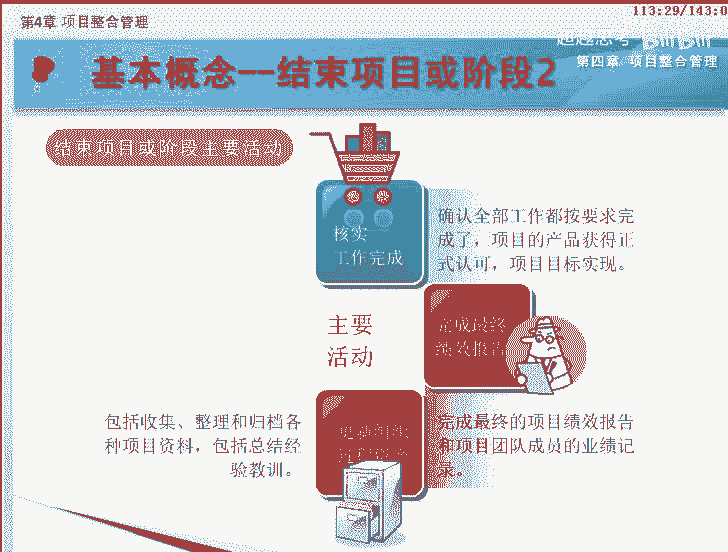 第4章 项目整合管理
113:29/143:0
第四章 项目整合管理
基本概念--结束项目或阶段2
结束项目或阶段主要活动
核实
工作完成
确认全部工作都按要求完
成了，项目的产品获得正
式认可，项目目标实现。
完成最终
绩效报告
主要
活动
包括收集、整理和归档各
种项目资料，包括总结经
验教训。
完成最终的项目绩效报告
和项目团队成员的业绩记
录。